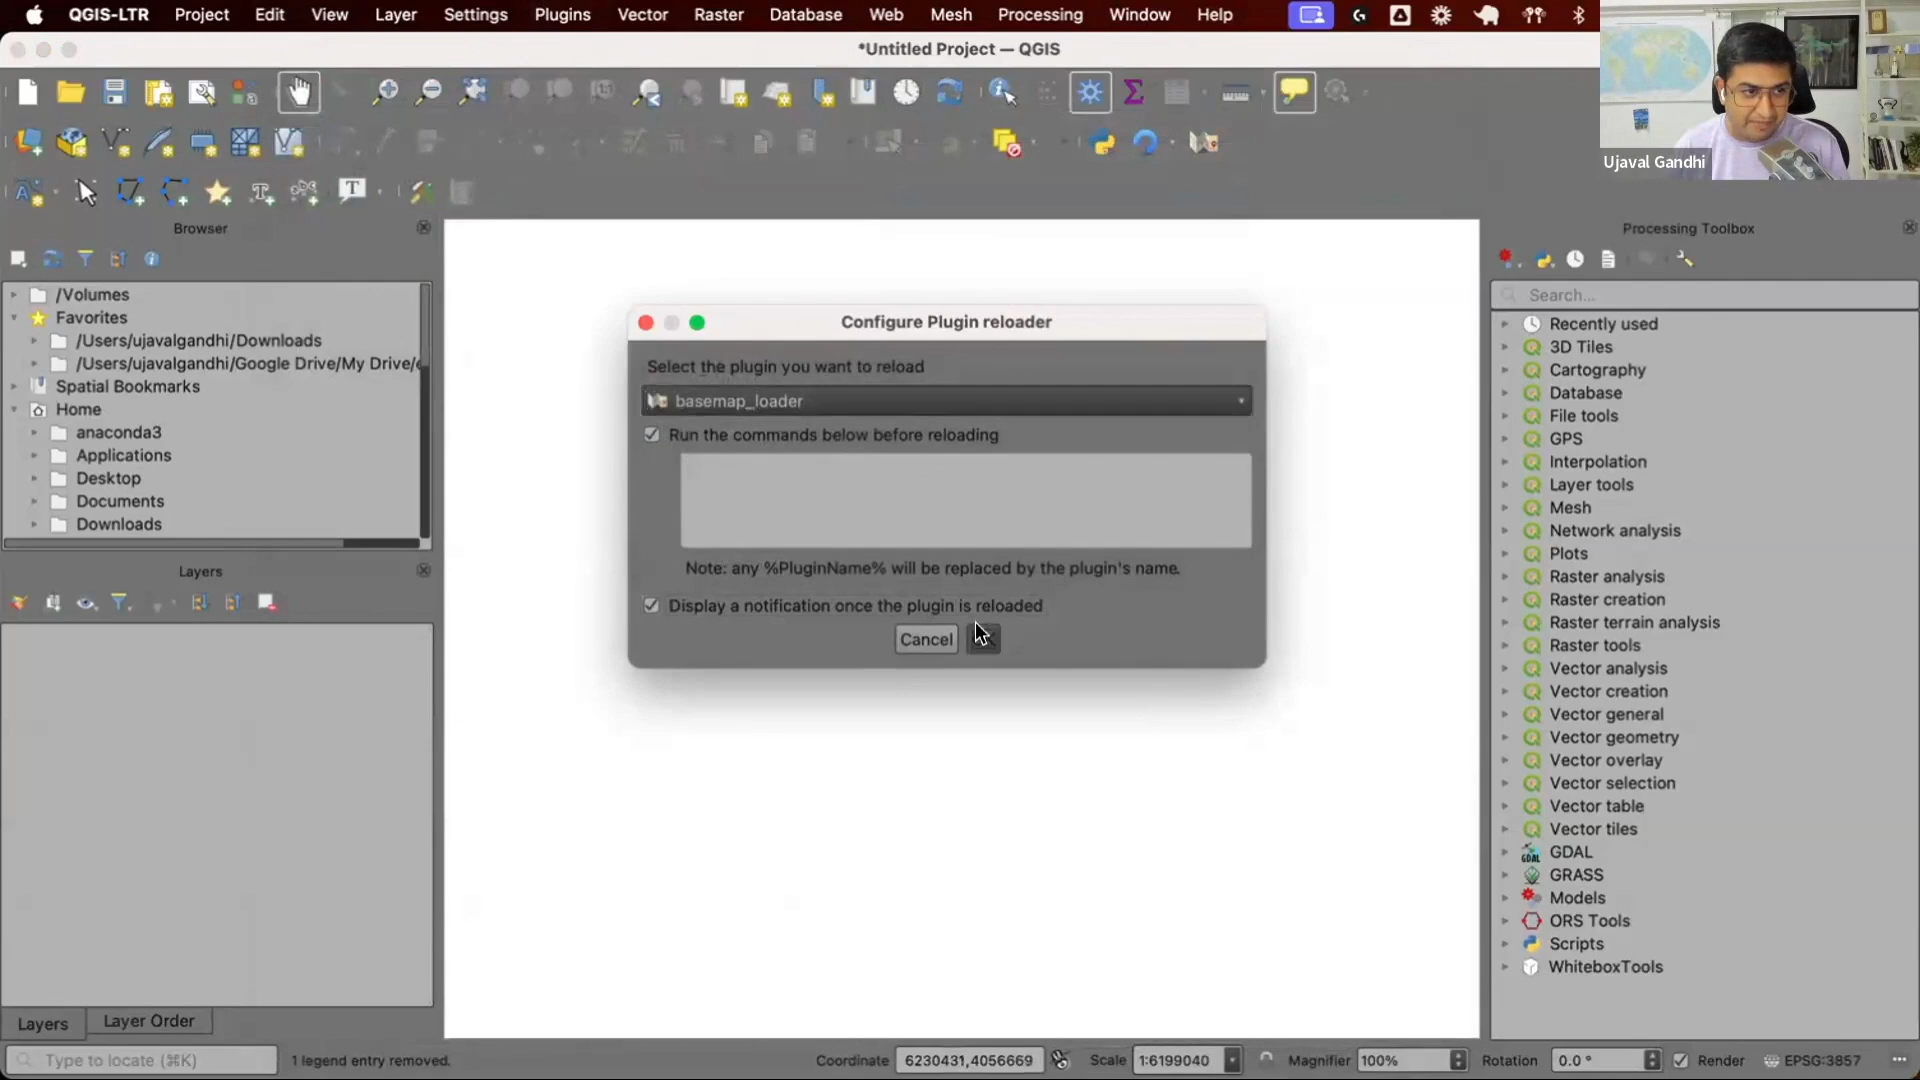 QGIS-LTR Project Edit View Layer Settings Plugins Vector Raster Database Web Mesh Processing Window Help
*Untitled Project — QGIS
Ujaval Gandhi
Browser
/Volumes
Favorites
/Users/ujavalgandhi/Downloads
/Users/ujavalgandhi/Google Drive/My Drive/
Spatial Bookmarks
Home
anaconda3
Applications
Desktop
Documents
Downloads
Layers
Layers Layer Order
Configure Plugin reloader
Select the plugin you want to reload
basemap_loader
Run the commands below before reloading
Note: any %PluginName% will be replaced by the plugin's name.
Display a notification once the plugin is reloaded
Cancel
Processing Toolbox
Search...
Recently used
3D Tiles
Cartography
Database
File tools
GPS
Interpolation
Layer tools
Mesh
Network analysis
Plots
Raster analysis
Raster creation
Raster terrain analysis
Raster tools
Vector analysis
Vector creation
Vector general
Vector geometry
Vector overlay
Vector selection
Vector table
Vector tiles
GDAL
GRASS
Models
ORS Tools
Scripts
WhiteboxTools
Type to locate (⌘K) 1 legend entry removed. Coordinate 6230431,4056669 Scale 1:6199040 Magnifier 100% Rotation 0.0 ° Render EPSG:3857